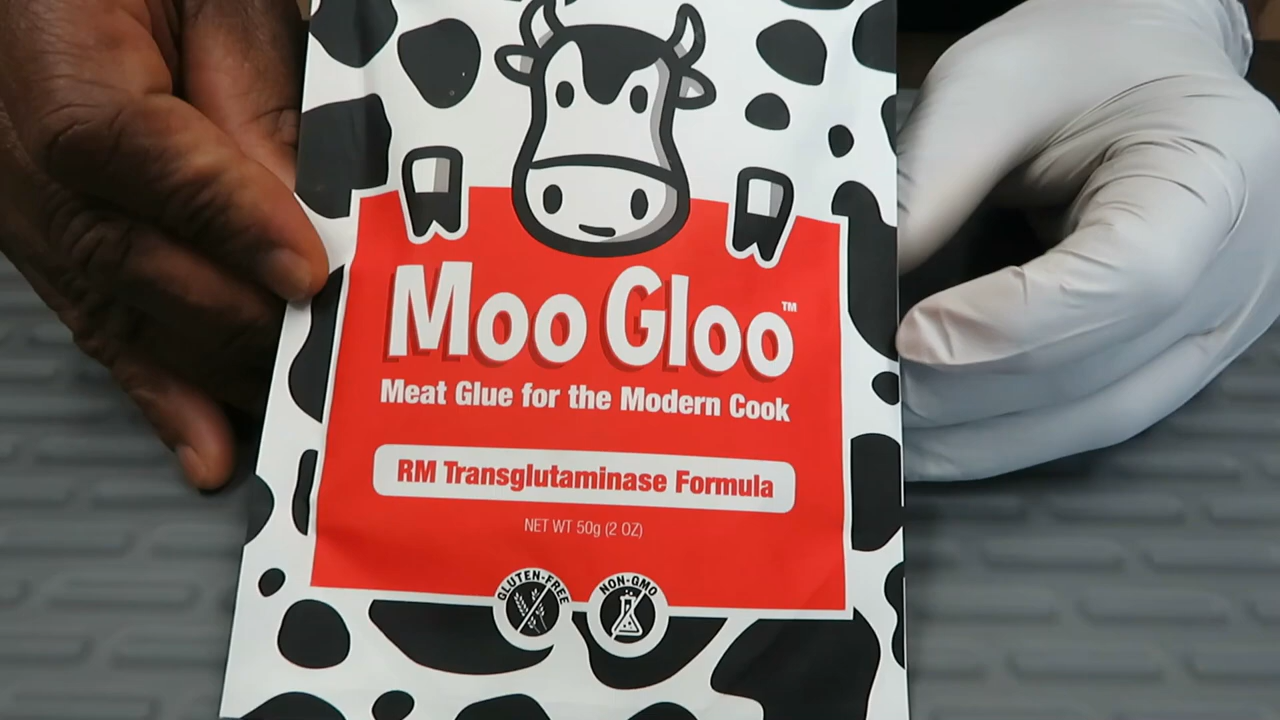 Moo Gloo™
Meat Glue for the Modern Cook
RM Transglutaminase Formula
NET WT 50g (2 OZ)
GLUTEN-FREE
NON-GMO